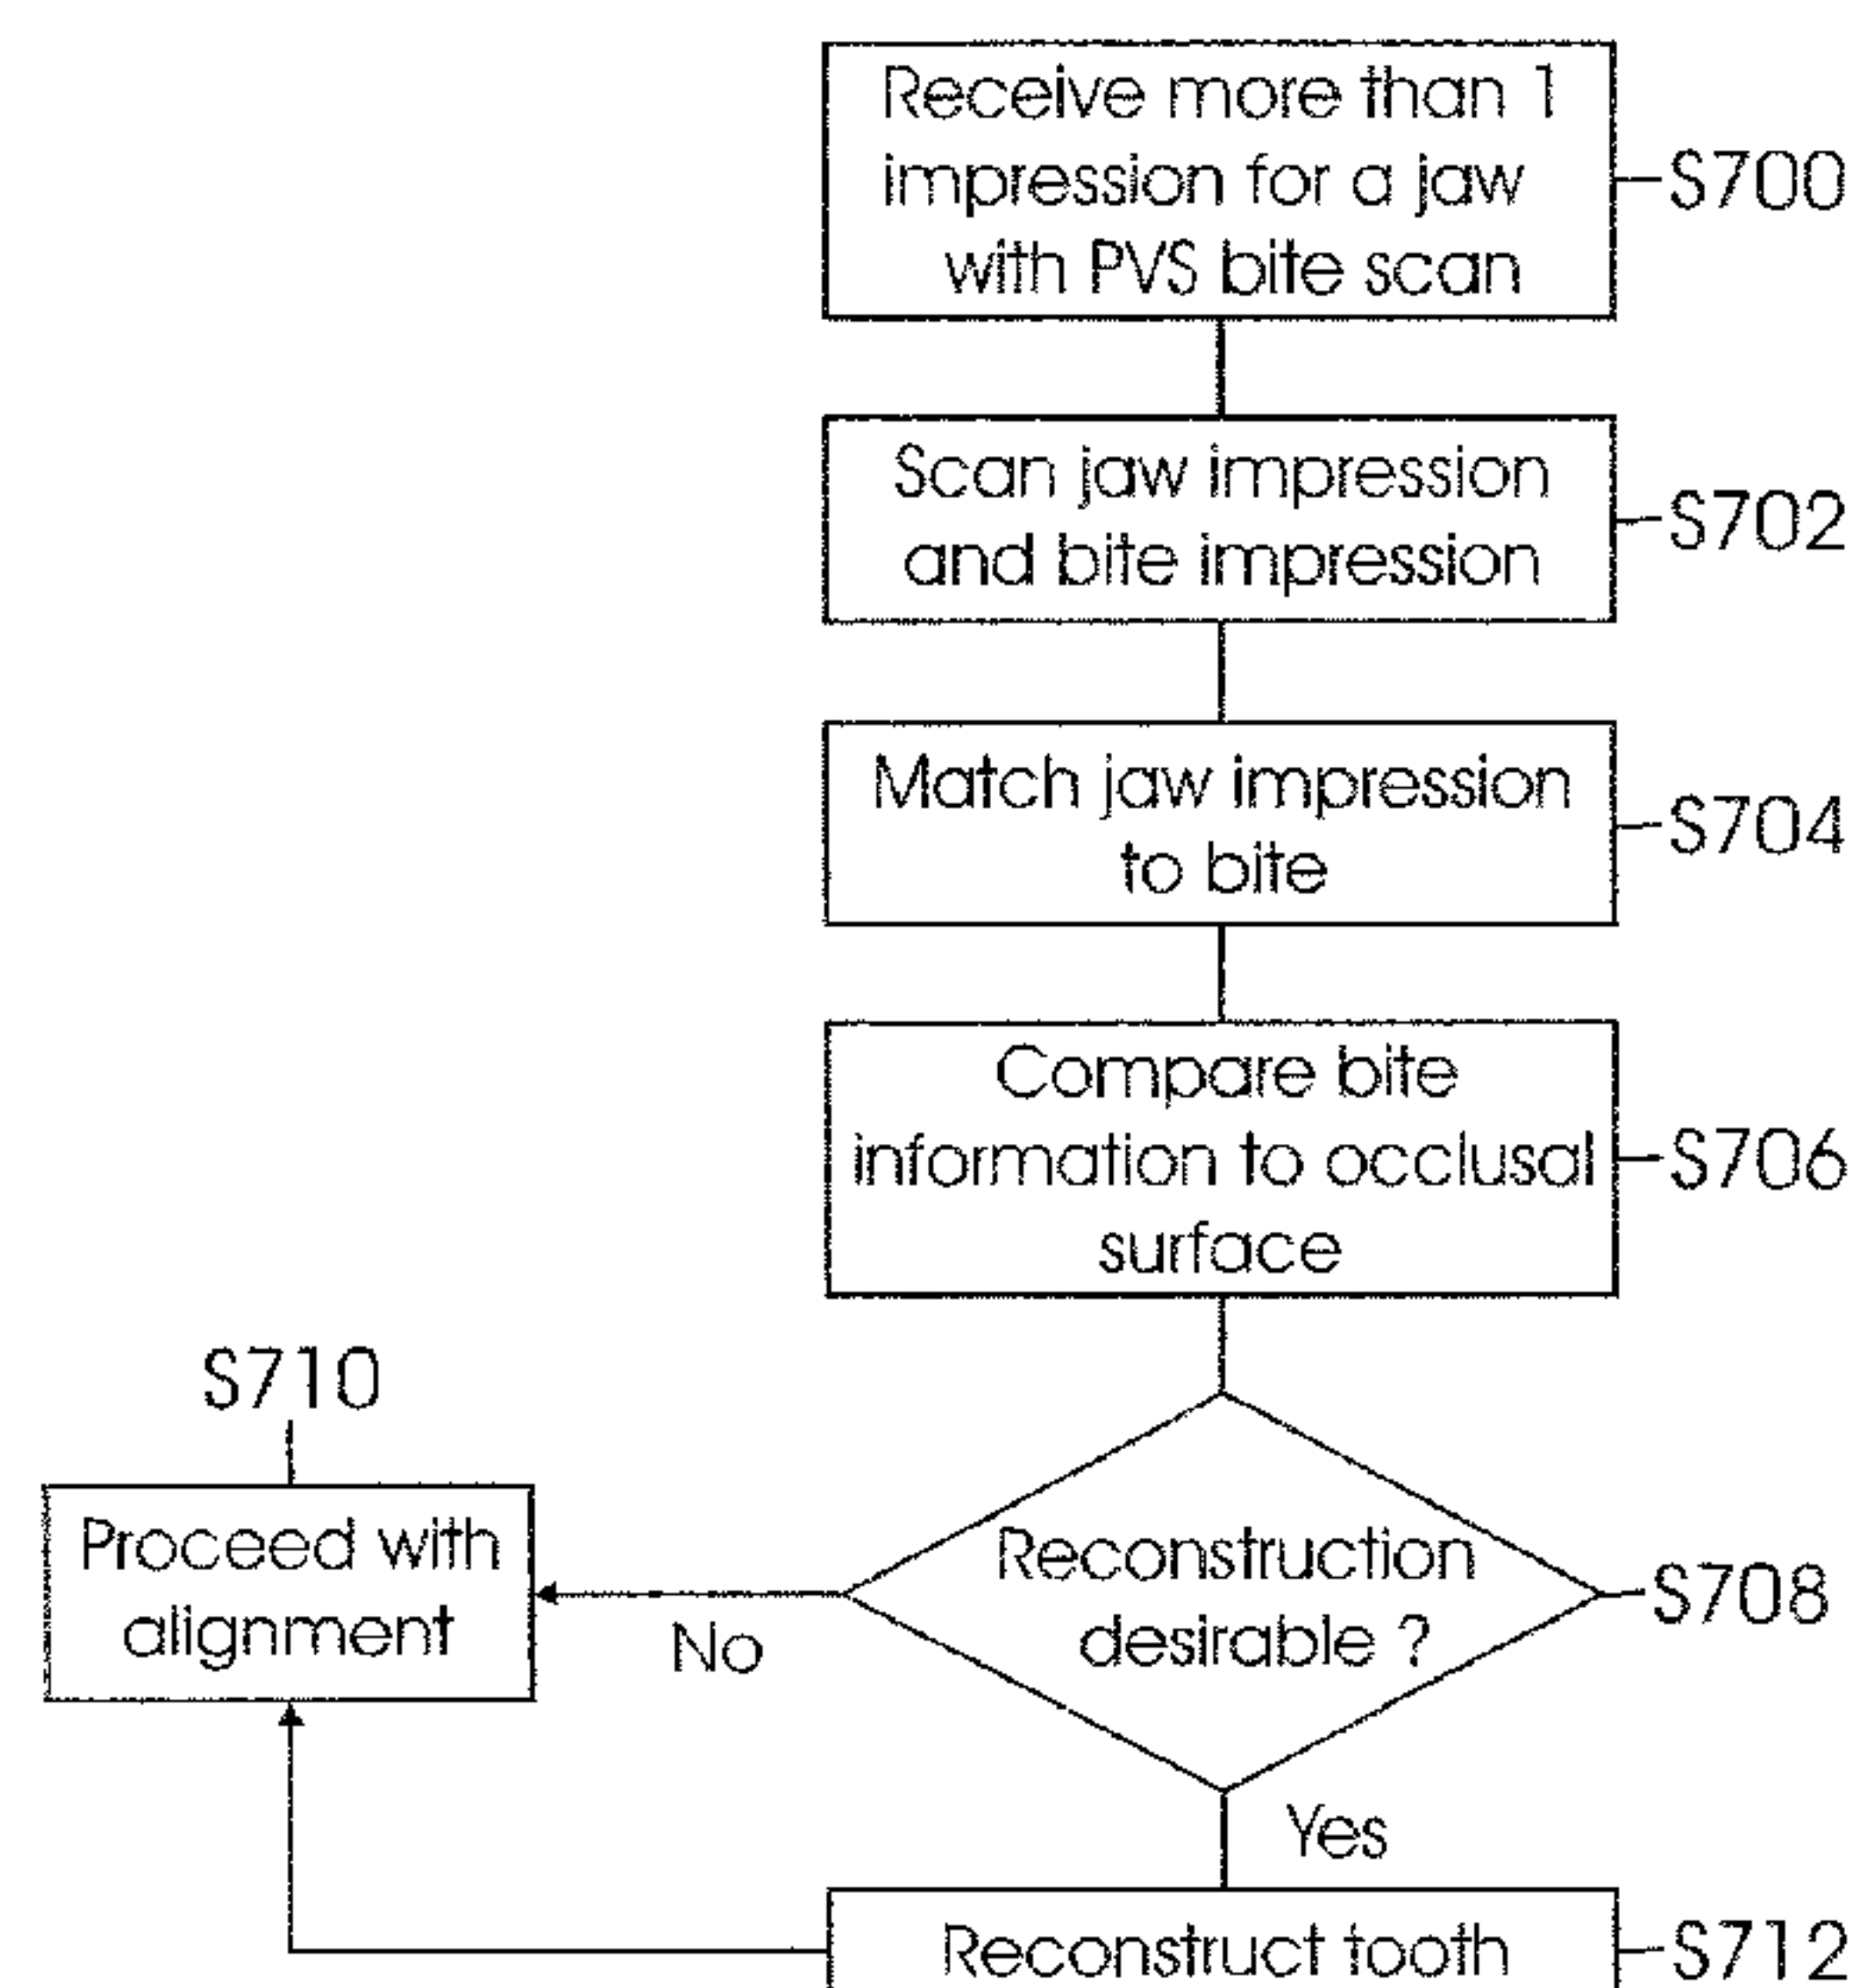 Receive more than 1
impression for a jaw
with PVS bite scan
S700
Scan jaw impression
and bite impression
S702
Match jaw impression
to bite
S704
Compare bite
information to occlusal
surface
S706
S710
Proceed with
alignment
No
Reconstruction
desirable ?
S708
Yes
Reconstruct tooth
S712